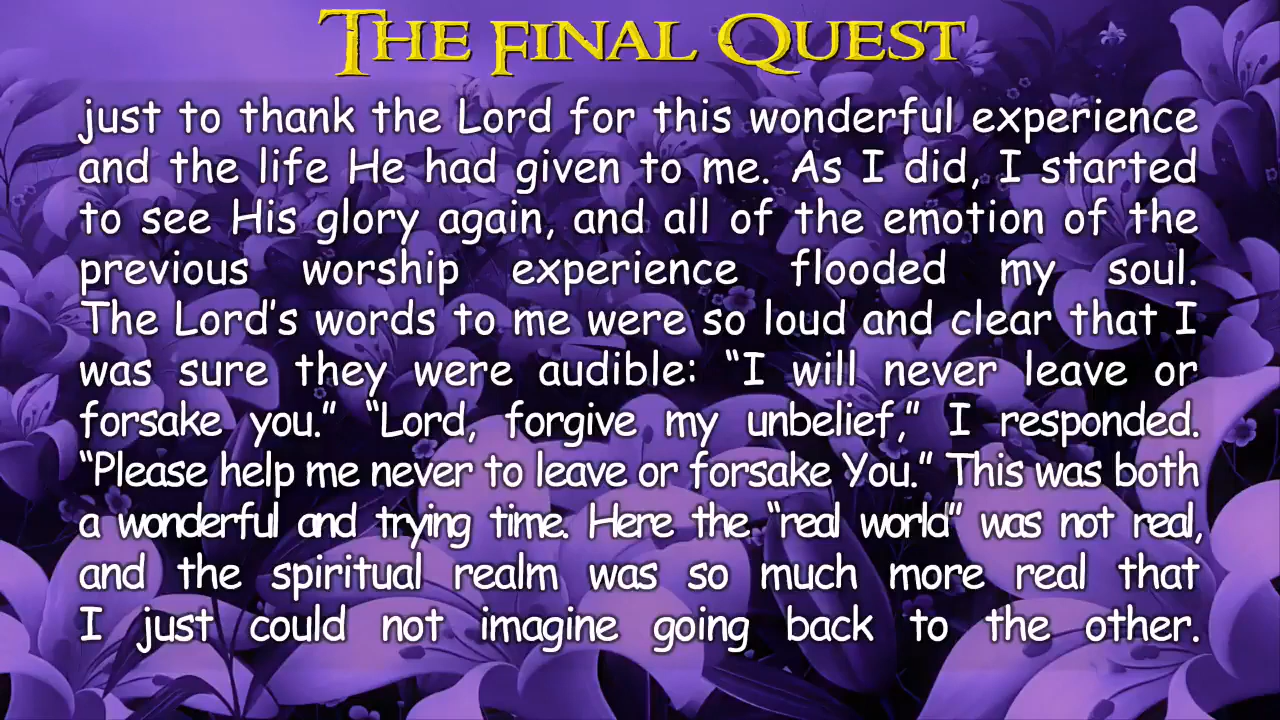 The Final Quest
just to thank the Lord for this wonderful experience
and the life He had given to me. As I did, I started
to see His glory again, and all of the emotion of the
previous worship experience flooded my soul.
The Lord's words to me were so loud and clear that I
was sure they were audible: “I will never leave or
forsake you.” “Lord, forgive my unbelief,” I responded.
“Please help me never to leave or forsake You.” This was both
a wonderful and trying time. Here the “real world” was not real,
and the spiritual realm was so much more real that
I just could not imagine going back to the other.